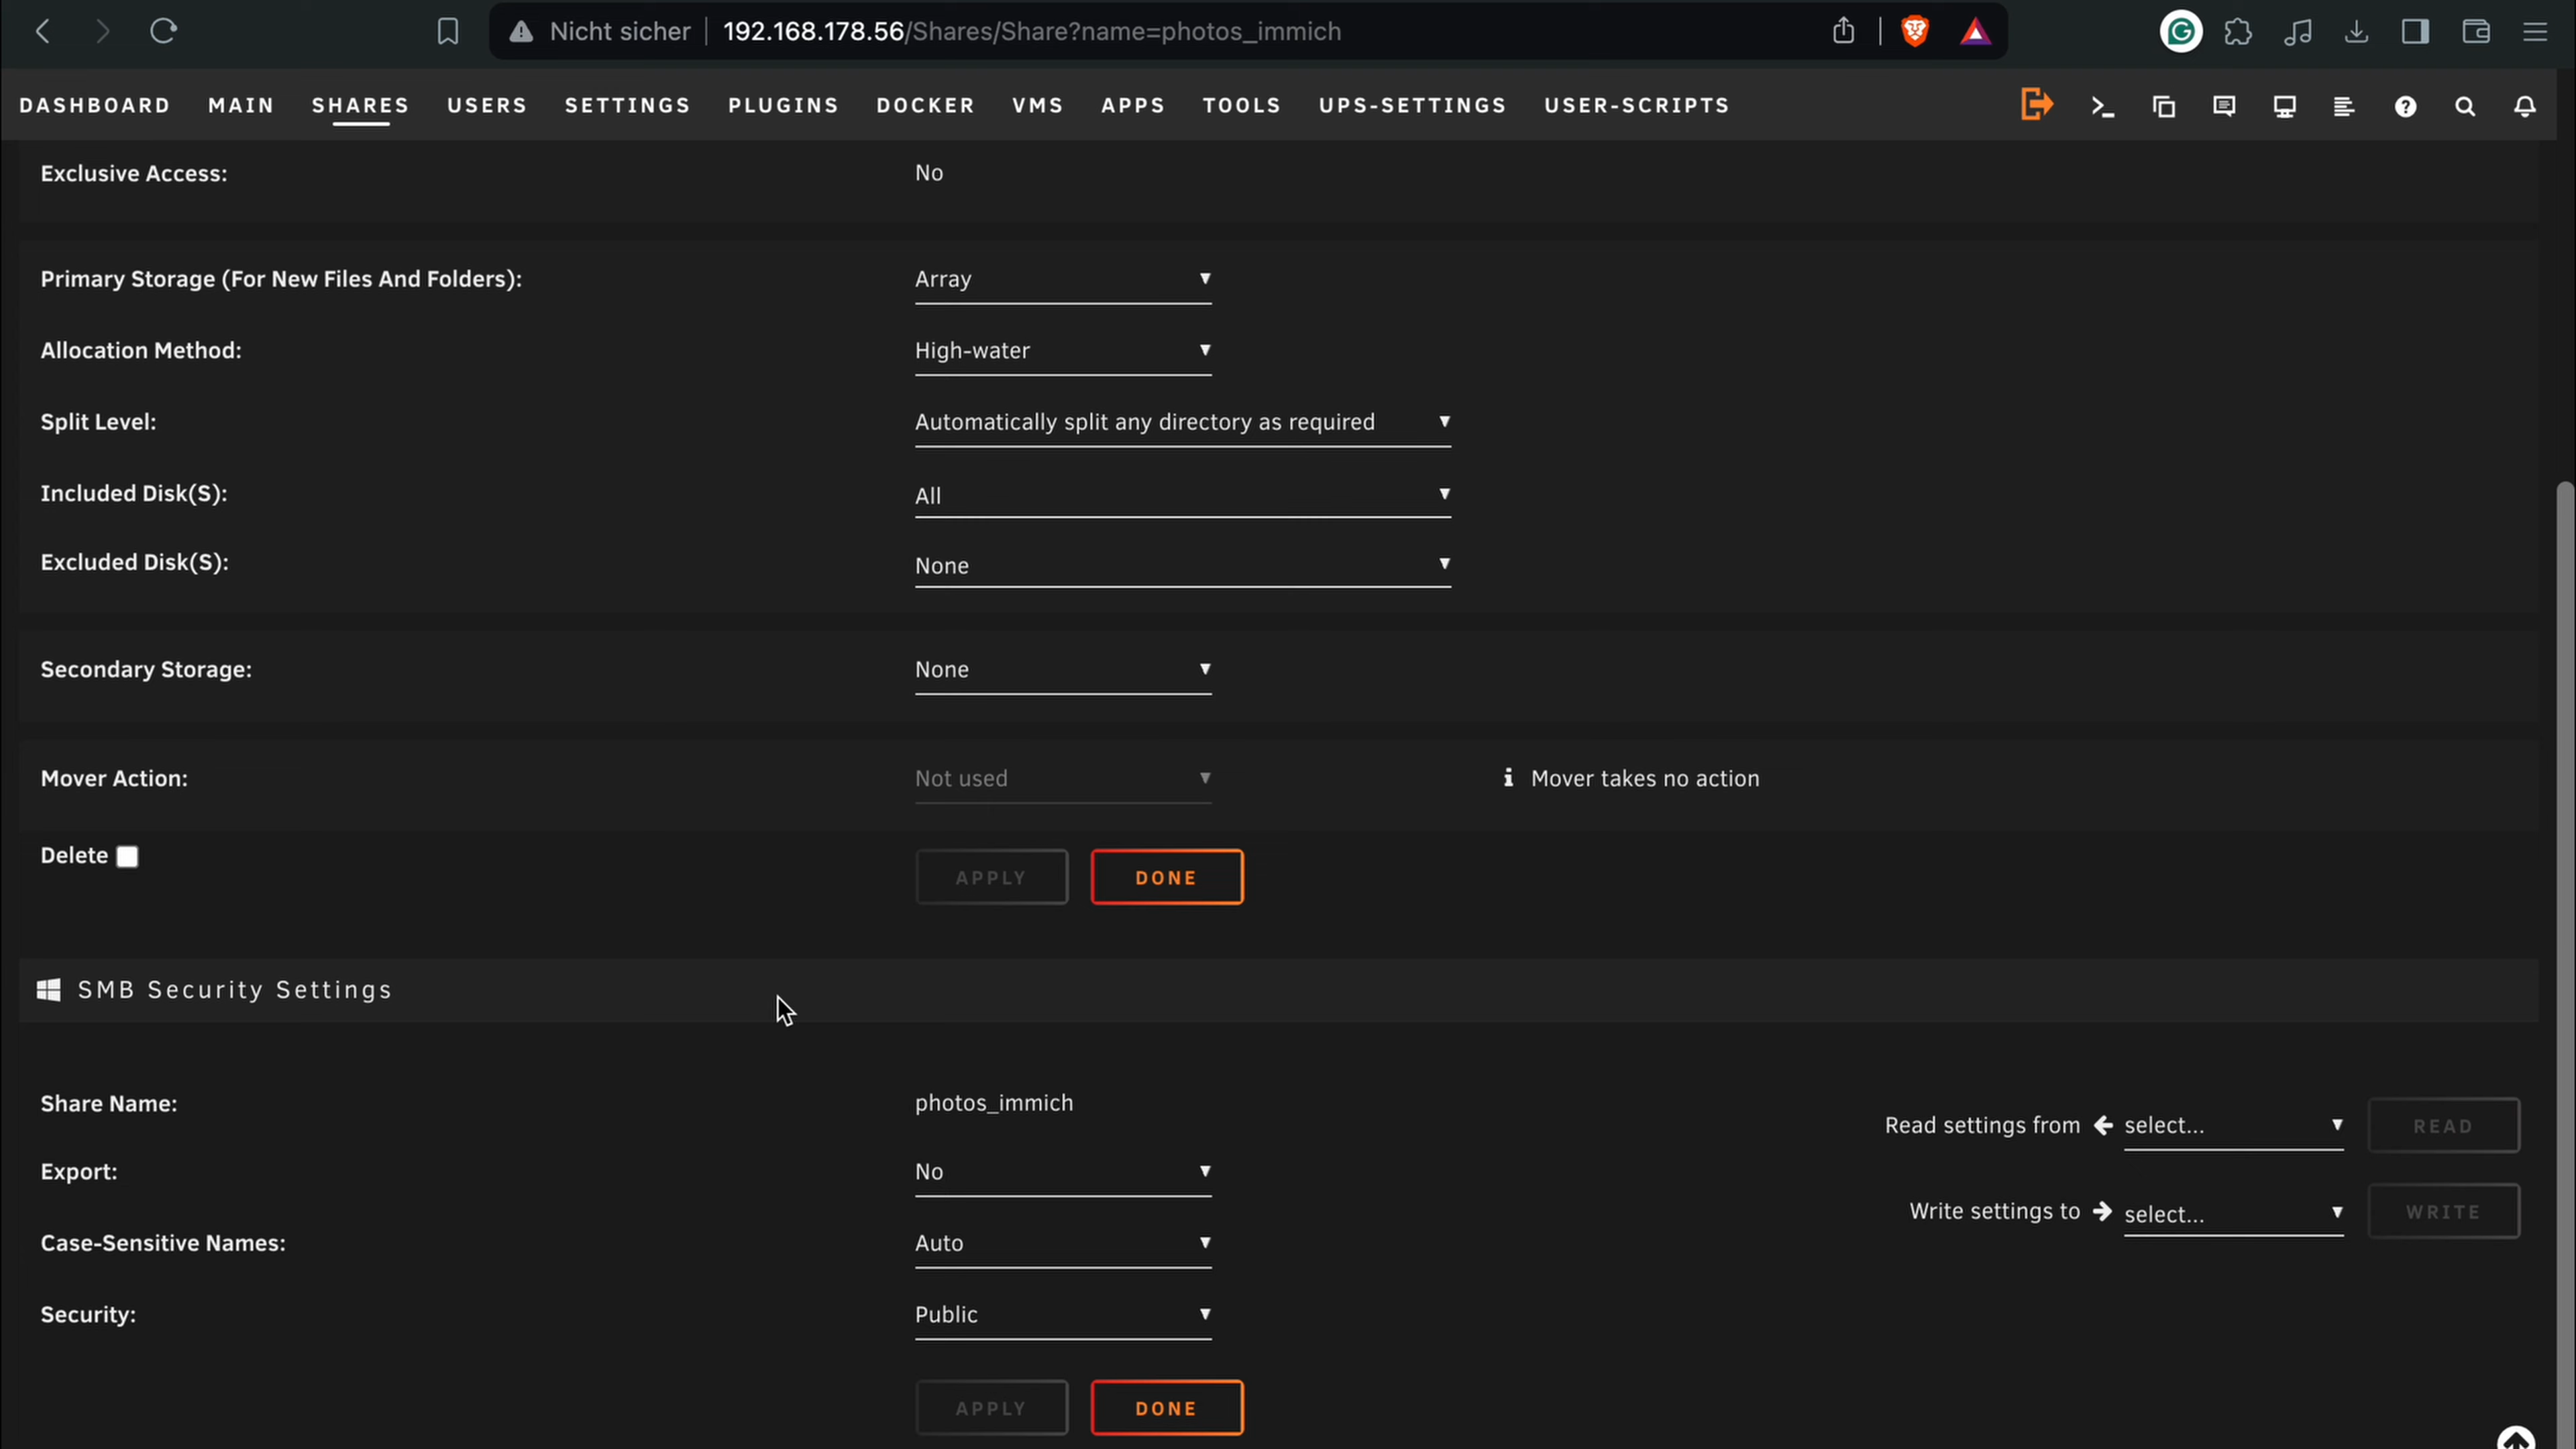 Nicht sicher 192.168.178.56/Shares/Share?name=photos_immich
DASHBOARD MAIN SHARES USERS SETTINGS PLUGINS DOCKER VMS APPS TOOLS UPS-SETTINGS USER-SCRIPTS
Exclusive Access: No
Primary Storage (For New Files And Folders): Array
Allocation Method: High-water
Split Level: Automatically split any directory as required
Included Disk(S): All
Excluded Disk(S): None
Secondary Storage: None
Mover Action: Not used Mover takes no action
Delete APPLY DONE
SMB Security Settings
Share Name: photos_immich
Read settings from select... READ
Export: No
Write settings to select... WRITE
Case-Sensitive Names: Auto
Security: Public
APPLY DONE